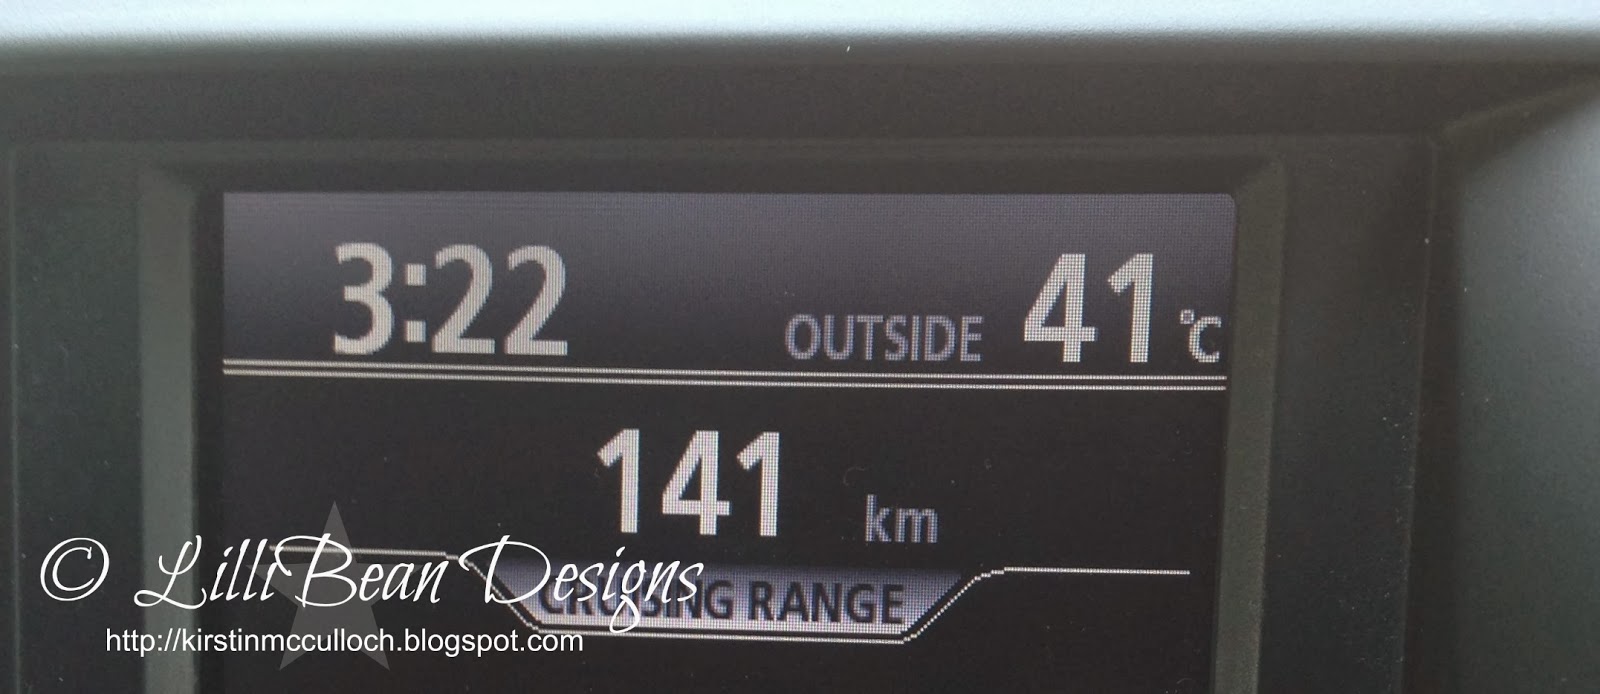 3:22 OUTSIDE 41°C
141 km
CRUISING RANGE
© LilliBean Designs
http://kirstinmcculloch.blogspot.com